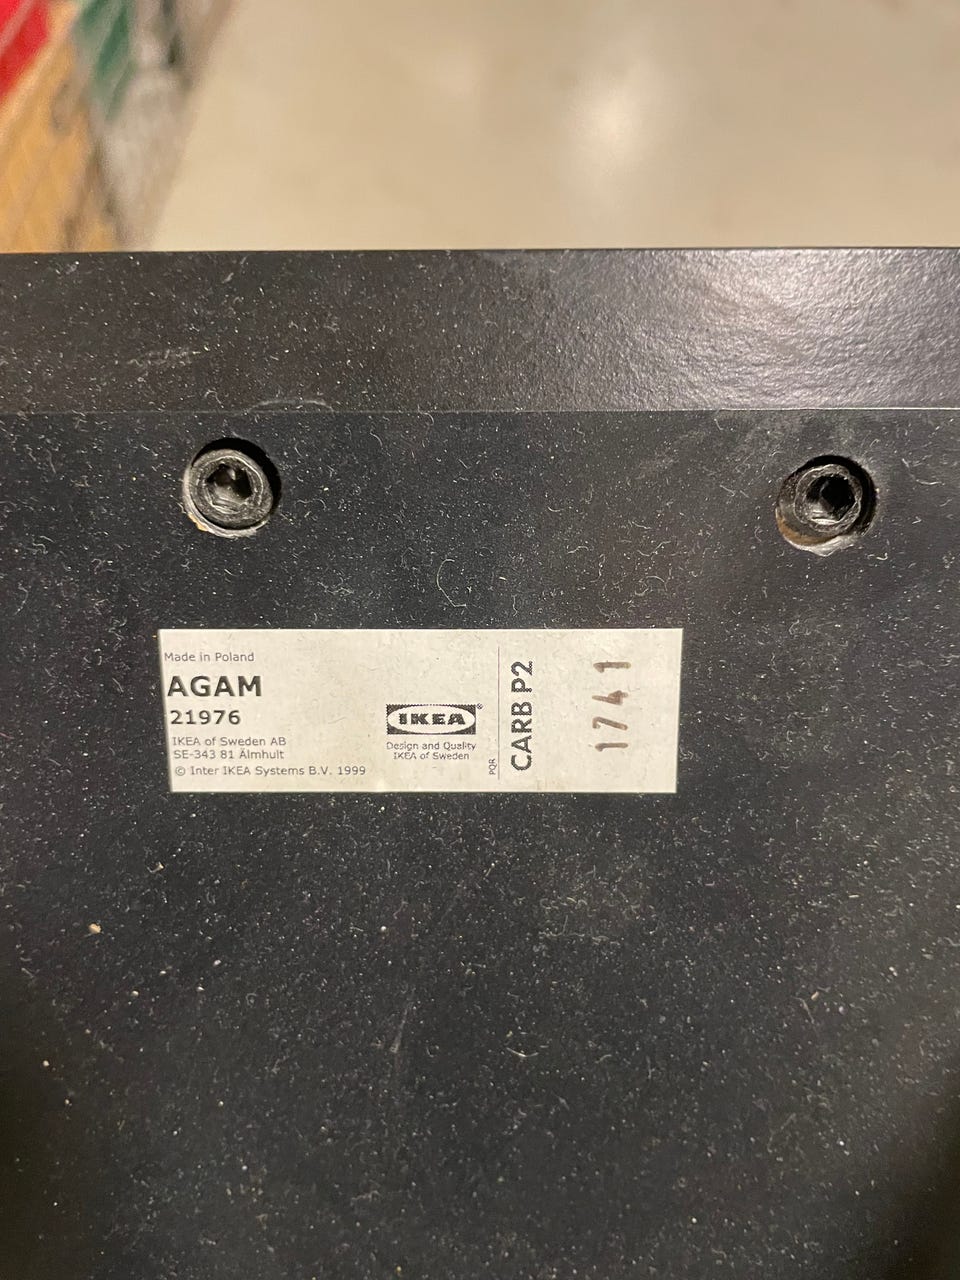 Made in Poland
AGAM
21976
IKEA of Sweden AB
SE-343 81 Älmhult
© Inter IKEA Systems B.V. 1999
IKEA®
Design and Quality
IKEA of Sweden
PQR
CARB P2
1741